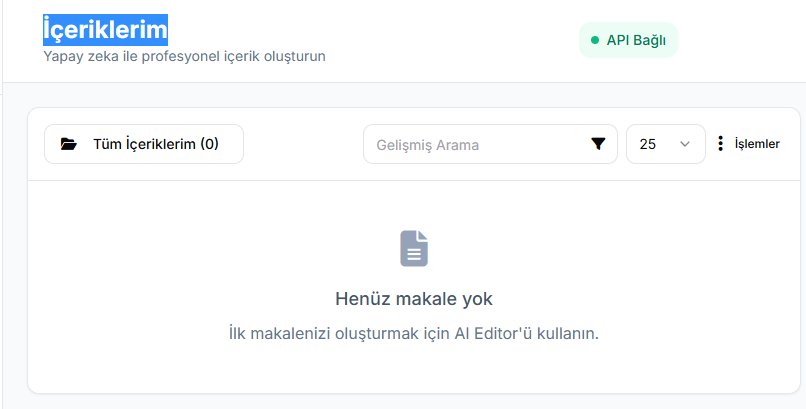 İçeriklerim
Yapay zeka ile profesyonel içerik oluşturun
API Bağlı
Tüm İçeriklerim (0)
Gelişmiş Arama
25
İşlemler
Henüz makale yok
İlk makalenizi oluşturmak için AI Editor'ü kullanın.